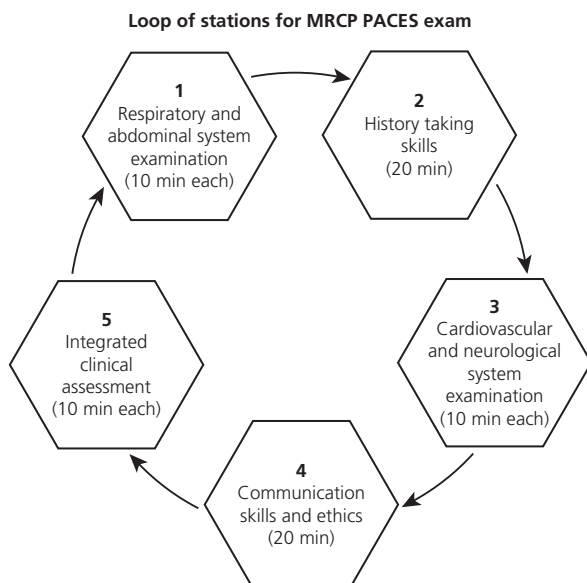 Loop of stations for MRCP PACES exam
1
Respiratory and
abdominal system
examination
(10 min each)
2
History taking
skills
(20 min)
3
Cardiovascular
and neurological
system
examination
(10 min each)
4
Communication
skills and ethics
(20 min)
5
Integrated
clinical
assessment
(10 min each)